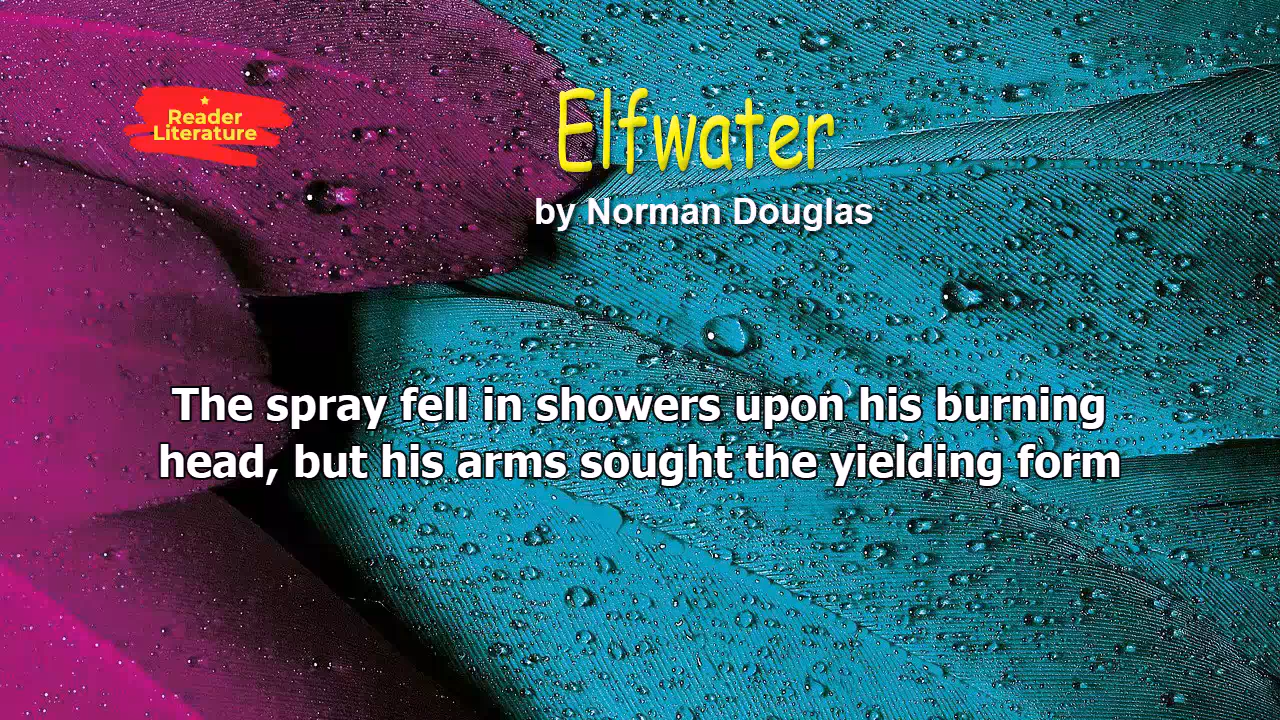 Reader
Literature
Elfwater
by Norman Douglas
The spray fell in showers upon his burning
head, but his arms sought the yielding form